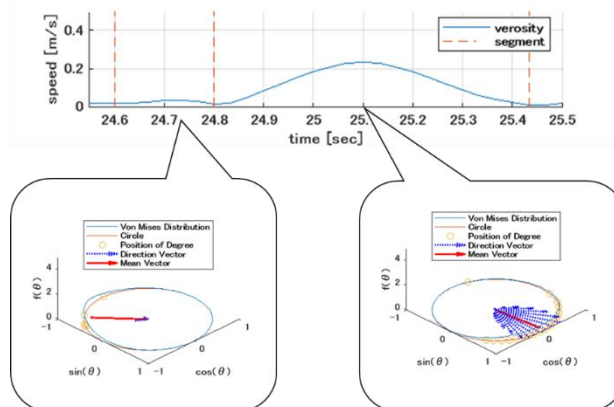 speed [m/s]
0.4
0.2
0
verosity
segment
24.6 24.7 24.8 24.9 25 25. 25.2 25.3 25.4 25.5
time [sec]
Von Mises Distribution
Circle
Position of Degree
Direction Vector
Mean Vector
f(θ)
4
2
0
-1
0
1
-1
0
1
sin(θ)
cos(θ)
Von Mises Distribution
Circle
Position of Degree
Direction Vector
Mean Vector
f(θ)
4
2
0
-1
0
1
-1
0
1
sin(θ)
cos(θ)